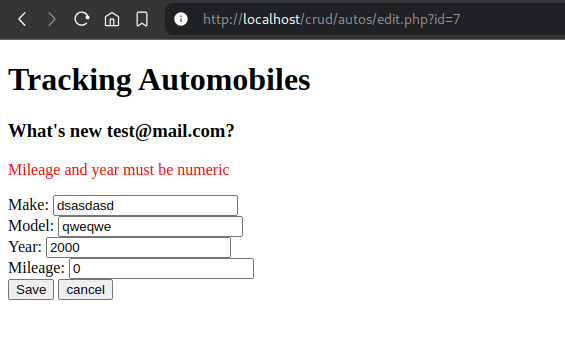 http://localhost/crud/autos/edit.php?id=7
Tracking Automobiles
What's new test@mail.com?
Mileage and year must be numeric
Make: dsasdasd
Model: qweqwe
Year: 2000
Mileage: 0
Save cancel